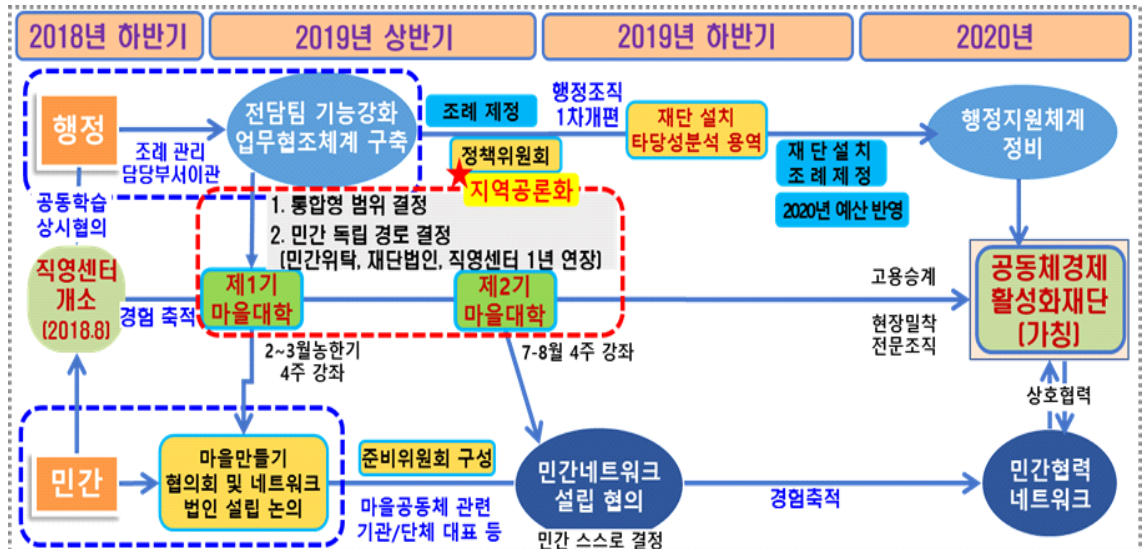 2018년 하반기
2019년 상반기
2019년 하반기
2020년
행정
조례 관리
담당부서이관
전담팀 기능강화
업무협조체계 구축
조례 제정
행정조직
1차개편
재단 설치
타당성분석 용역
행정지원체계
정비
정책위원회
지역공론화
재단설치
조례제정
2020년 예산 반영
공동학습
상시협의
1. 통합형 범위 결정
2. 민간 독립 경로 결정
(민간위탁, 재단법인, 직영센터 1년 연장)
직영센터
개소
(2018.8)
경험 축적
제1기
마을대학
제2기
마을대학
고용승계
현장밀착
전문조직
공동체경제
활성화재단
(가칭)
2~3월농한기
4주 강좌
7-8월 4주 강좌
상호협력
민간
마을만들기
협의회 및 네트워크
법인 설립 논의
준비위원회 구성
마을공동체 관련
기관/단체 대표 등
민간네트워크
설립 협의
민간 스스로 결정
경험축적
민간협력
네트워크